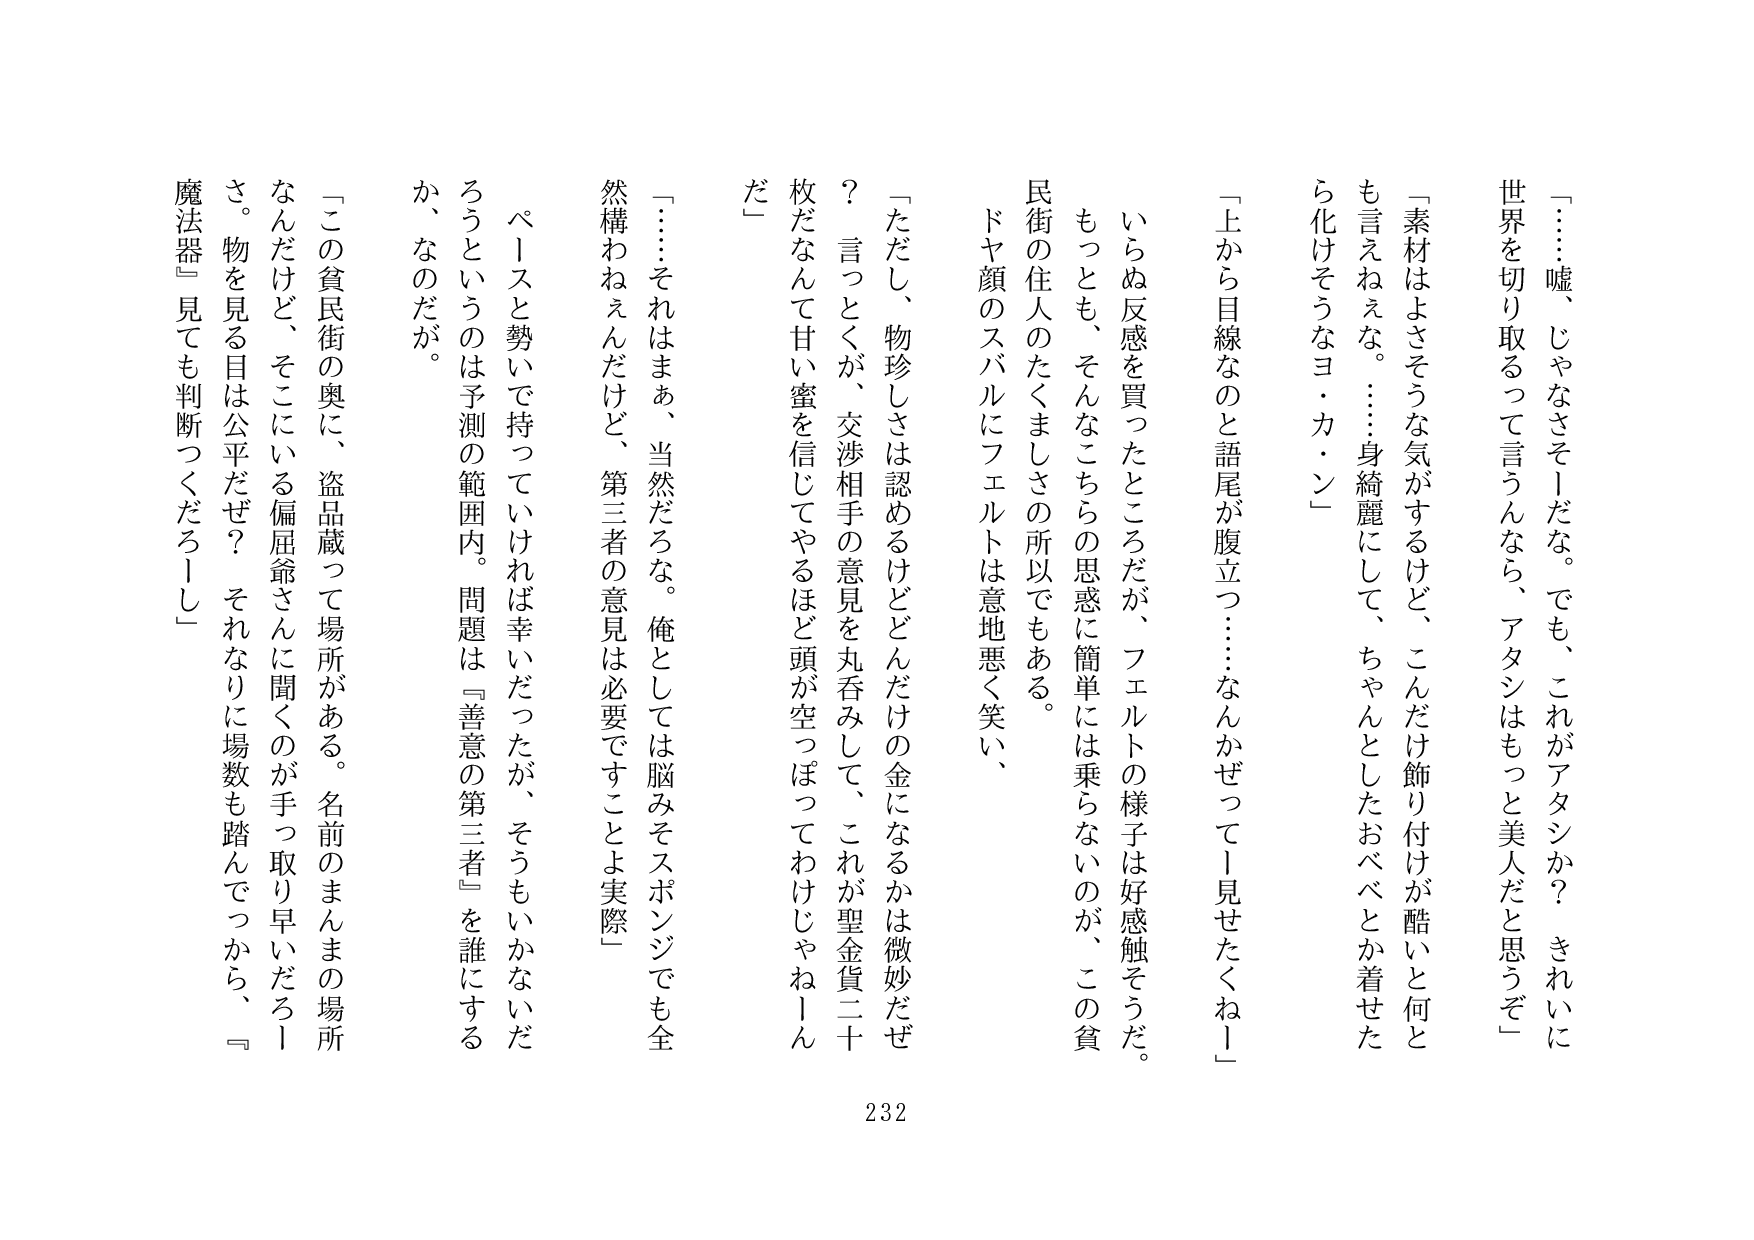 「……嘘、じゃなさそーだな。でも、これがアタシか？　きれいに
世界を切り取るって言うんなら、アタシはもっと美人だと思うぞ」
「素材はよさそうな気がするけど、こんだけ飾り付けが酷いと何と
も言えねぇな。……身綺麗にして、ちゃんとしたおべべとか着せた
ら化けそうなヨ・カ・ン」
「上から目線なのと語尾が腹立つ……なんかぜってー見せたくねー」
　いらぬ反感を買ったところだが、フェルトの様子は好感触そうだ。
　もっとも、そんなこちらの思惑に簡単には乗らないのが、この貧
民街の住人のたくましさの所以でもある。
　ドヤ顔のスバルにフェルトは意地悪く笑い、
「ただし、物珍しさは認めるけどどんだけの金になるかは微妙だぜ
？　言っとくが、交渉相手の意見を丸呑みして、これが聖金貨二十
枚だなんて甘い蜜を信じてやるほど頭が空っぽってわけじゃねーん
だ」
「……それはまぁ、当然だろな。俺としては脳みそスポンジでも全
然構わねぇんだけど、第三者の意見は必要ですことよ実際」
　ペースと勢いで持っていければ幸いだったが、そうもいかないだ
ろうというのは予測の範囲内。問題は『善意の第三者』を誰にする
か、なのだが。
「この貧民街の奥に、盗品蔵って場所がある。名前のまんまの場所
なんだけど、そこにいる偏屈爺さんに聞くのが手っ取り早いだろー
さ。物を見る目は公平だぜ？　それなりに場数も踏んでっから、『
魔法器』見ても判断つくだろーし」
232